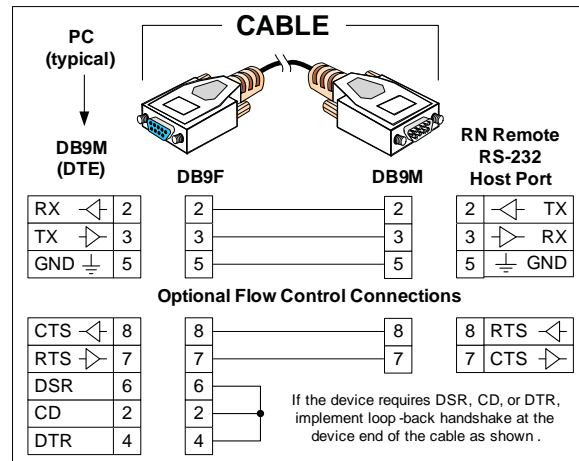 CABLE
PC
(typical)
DB9M
(DTE)
DB9F
DB9M
RN Remote
RS-232
Host Port
RX 2 2 2 2 TX
TX 3 3 3 3 RX
GND 5 5 5 5 GND
Optional Flow Control Connections
CTS 8 8 8 8 RTS
RTS 7 7 7 7 CTS
DSR 6 6
CD 2 2
DTR 4 4
If the device requires DSR, CD, or DTR,
implement loop -back handshake at the
device end of the cable as shown .